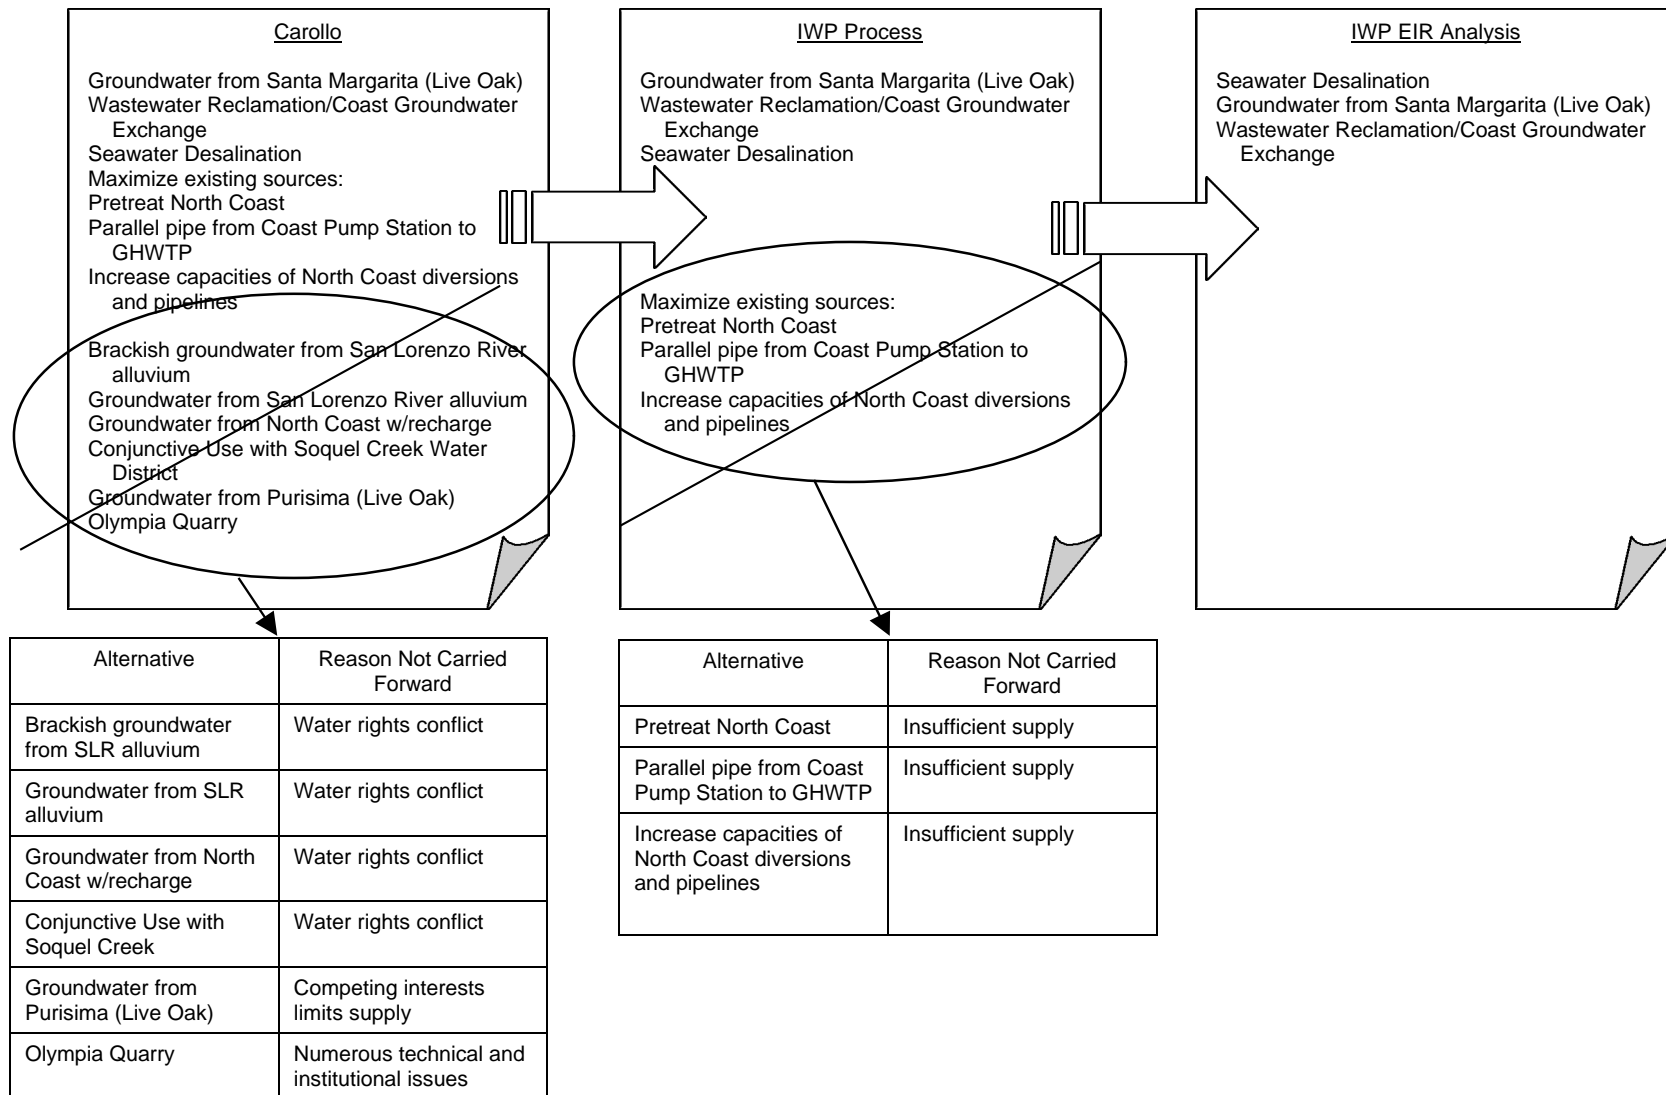 Carollo
Groundwater from Santa Margarita (Live Oak)
Wastewater Reclamation/Coast Groundwater
Exchange
Seawater Desalination
Maximize existing sources:
Pretreat North Coast
Parallel pipe from Coast Pump Station to
GHWTP
Increase capacities of North Coast diversions
and pipelines
Brackish groundwater from San Lorenzo River
alluvium
Groundwater from San Lorenzo River alluvium
Groundwater from North Coast w/recharge
Conjunctive Use with Soquel Creek Water
District
Groundwater from Purisima (Live Oak)
Olympia Quarry
IWP Process
Groundwater from Santa Margarita (Live Oak)
Wastewater Reclamation/Coast Groundwater
Exchange
Seawater Desalination
Maximize existing sources:
Pretreat North Coast
Parallel pipe from Coast Pump Station to
GHWTP
Increase capacities of North Coast diversions
and pipelines
IWP EIR Analysis
Seawater Desalination
Groundwater from Santa Margarita (Live Oak)
Wastewater Reclamation/Coast Groundwater
Exchange
Alternative
Reason Not Carried
Forward
Brackish groundwater
from SLR alluvium
Water rights conflict
Groundwater from SLR
alluvium
Water rights conflict
Groundwater from North
Coast w/recharge
Water rights conflict
Conjunctive Use with
Soquel Creek
Water rights conflict
Groundwater from
Purisima (Live Oak)
Competing interests
limits supply
Olympia Quarry
Numerous technical and
institutional issues
Alternative
Reason Not Carried
Forward
Pretreat North Coast
Insufficient supply
Parallel pipe from Coast
Pump Station to GHWTP
Insufficient supply
Increase capacities of
North Coast diversions
and pipelines
Insufficient supply